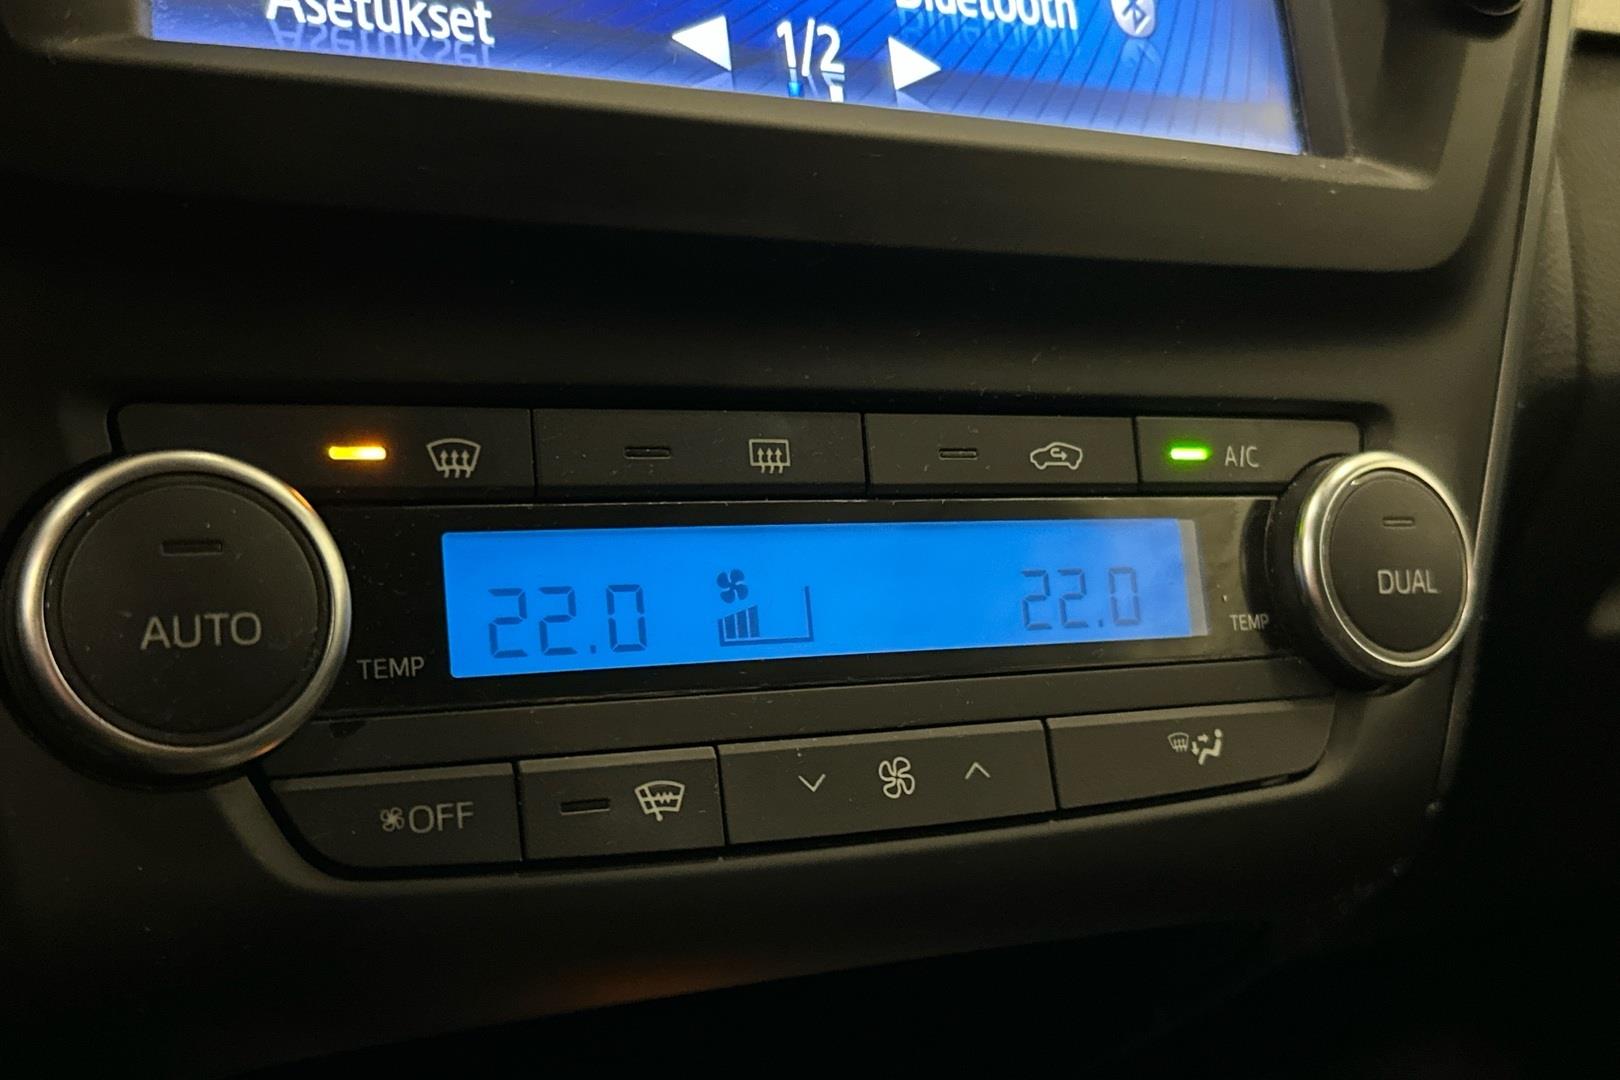 Asetukset
1/2
Bluetooth
A/C
AUTO
TEMP
22.0
22.0
TEMP
DUAL
OFF